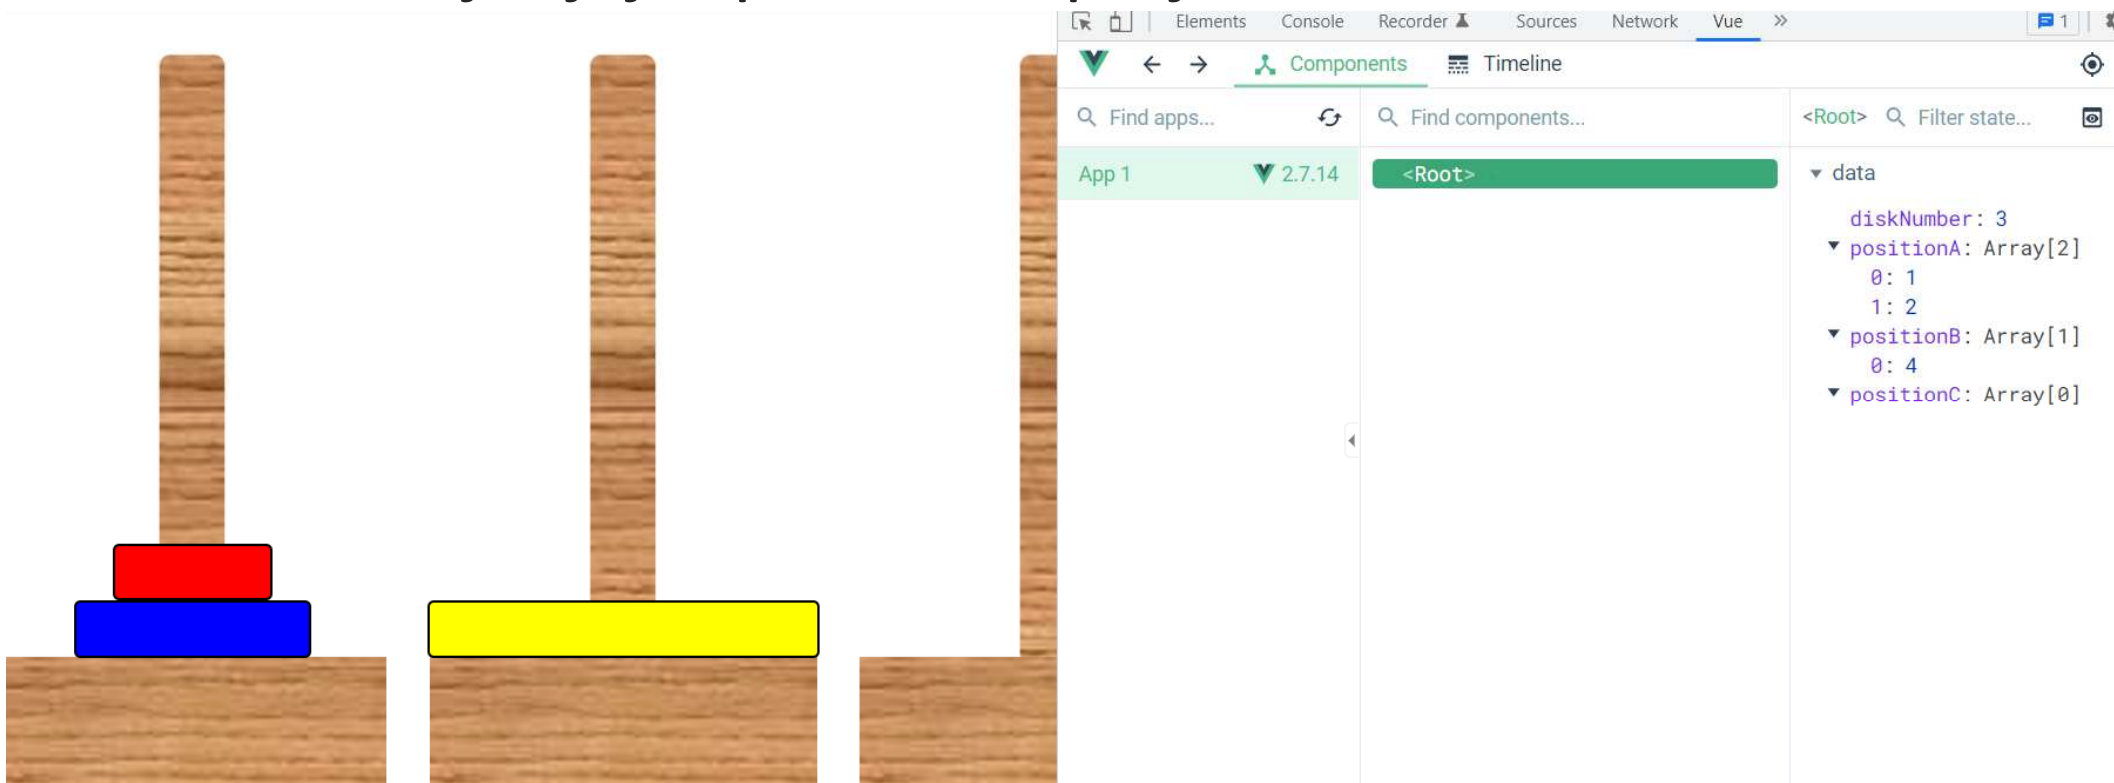 Elements Console Recorder Sources Network Vue » 1
Components Timeline
Find apps...
Find components...
<Root> Filter state...
App 1 2.7.14
<Root>
data
diskNumber: 3
positionA: Array[2]
0: 1
1: 2
positionB: Array[1]
0: 4
positionC: Array[0]